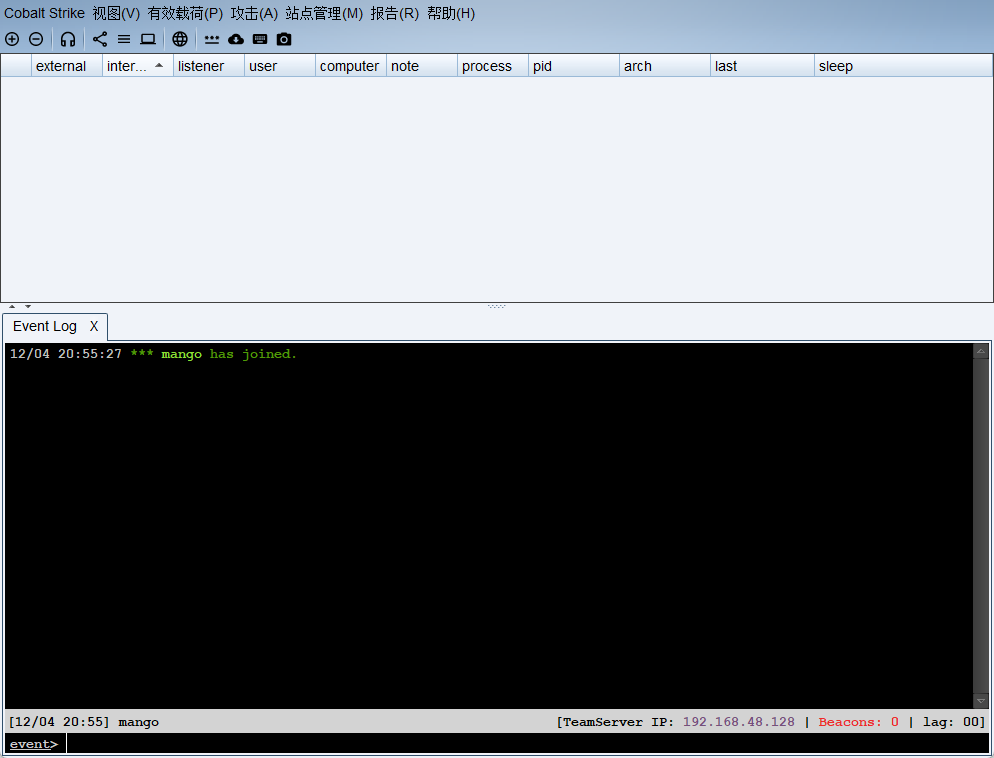 Cobalt Strike 视图(V) 有效载荷(P) 攻击(A) 站点管理(M) 报告(R) 帮助(H)
external inter... listener user computer note process pid arch last sleep
Event Log X
12/04 20:55:27 *** mango has joined.
[12/04 20:55] mango [TeamServer IP: 192.168.48.128 | Beacons: 0 | lag: 00]
event>